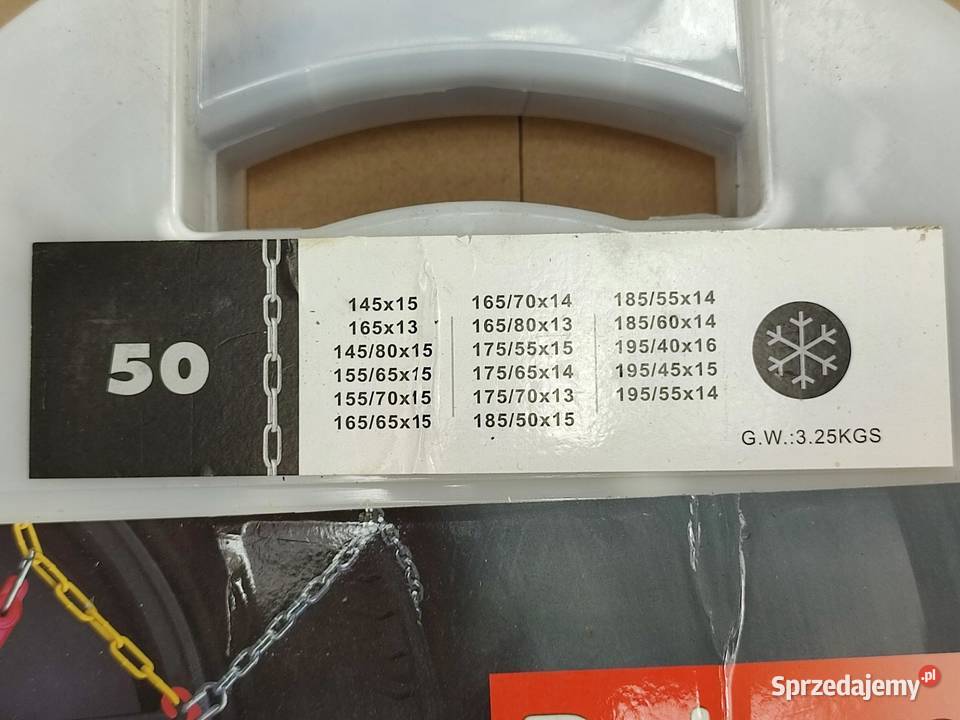 50
145x15
165x13
145/80x15
155/65x15
155/70x15
165/65x15
165/70x14
165/80x13
175/55x15
175/65x14
175/70x13
185/50x15
185/55x14
185/60x14
195/40x16
195/45x15
195/55x14
G.W.:3.25KGS
Sprzedajemy.pl